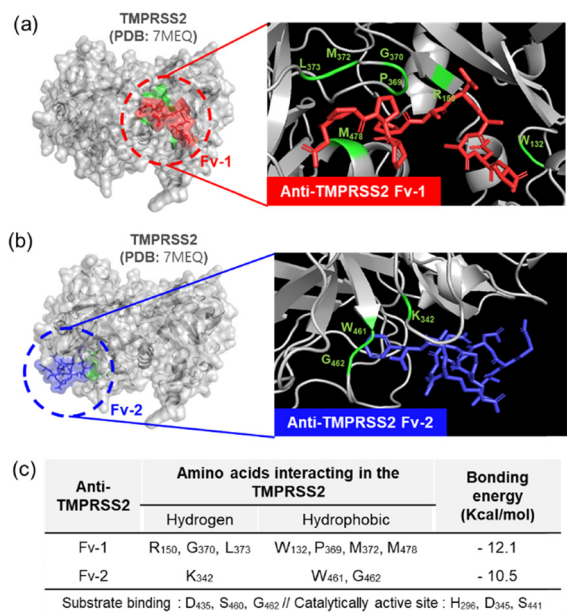 (a)
TMPRSS2
(PDB: 7MEQ)
Fv-1
L373
M372
G370
P369
R150
M478
W132
Anti-TMPRSS2 Fv-1
(b)
TMPRSS2
(PDB: 7MEQ)
Fv-2
K342
W461
G462
Anti-TMPRSS2 Fv-2
(c)
Anti-TMPRSS2 Amino acids interacting in the TMPRSS2 Bonding energy (Kcal/mol)
Hydrogen Hydrophobic
Fv-1 R150, G370, L373 W132, P369, M372, M478 - 12.1
Fv-2 K342 W461, G462 - 10.5
Substrate binding : D435, S460, G462 // Catalytically active site : H296, D345, S441